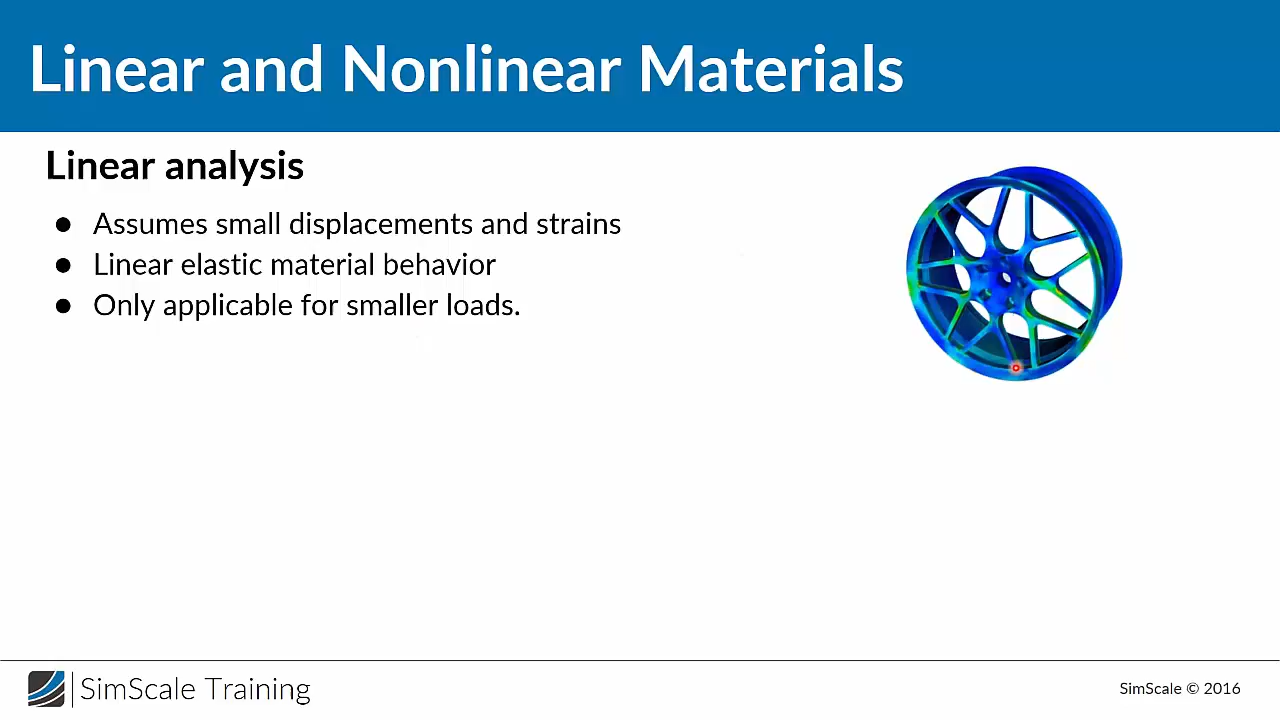 Linear and Nonlinear Materials
Linear analysis
● Assumes small displacements and strains
● Linear elastic material behavior
● Only applicable for smaller loads.
SimScale Training
SimScale © 2016